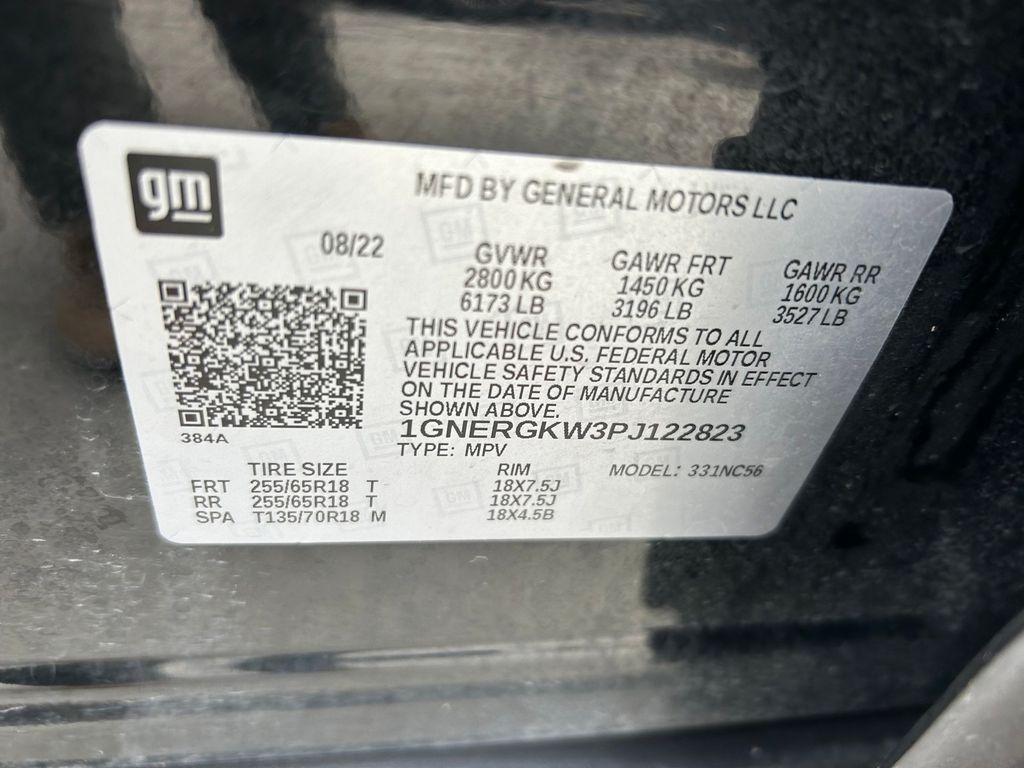 gm
MFD BY GENERAL MOTORS LLC
08/22
GVWR GAWR FRT GAWR RR
2800 KG 1450 KG 1600 KG
6173 LB 3196 LB 3527 LB
THIS VEHICLE CONFORMS TO ALL
APPLICABLE U.S. FEDERAL MOTOR
VEHICLE SAFETY STANDARDS IN EFFECT
ON THE DATE OF MANUFACTURE
SHOWN ABOVE.
384A
1GNERGKW3PJ122823
TYPE: MPV
TIRE SIZE RIM MODEL: 331NC56
FRT 255/65R18 T 18X7.5J
RR 255/65R18 T 18X7.5J
SPA T135/70R18 M 18X4.5B